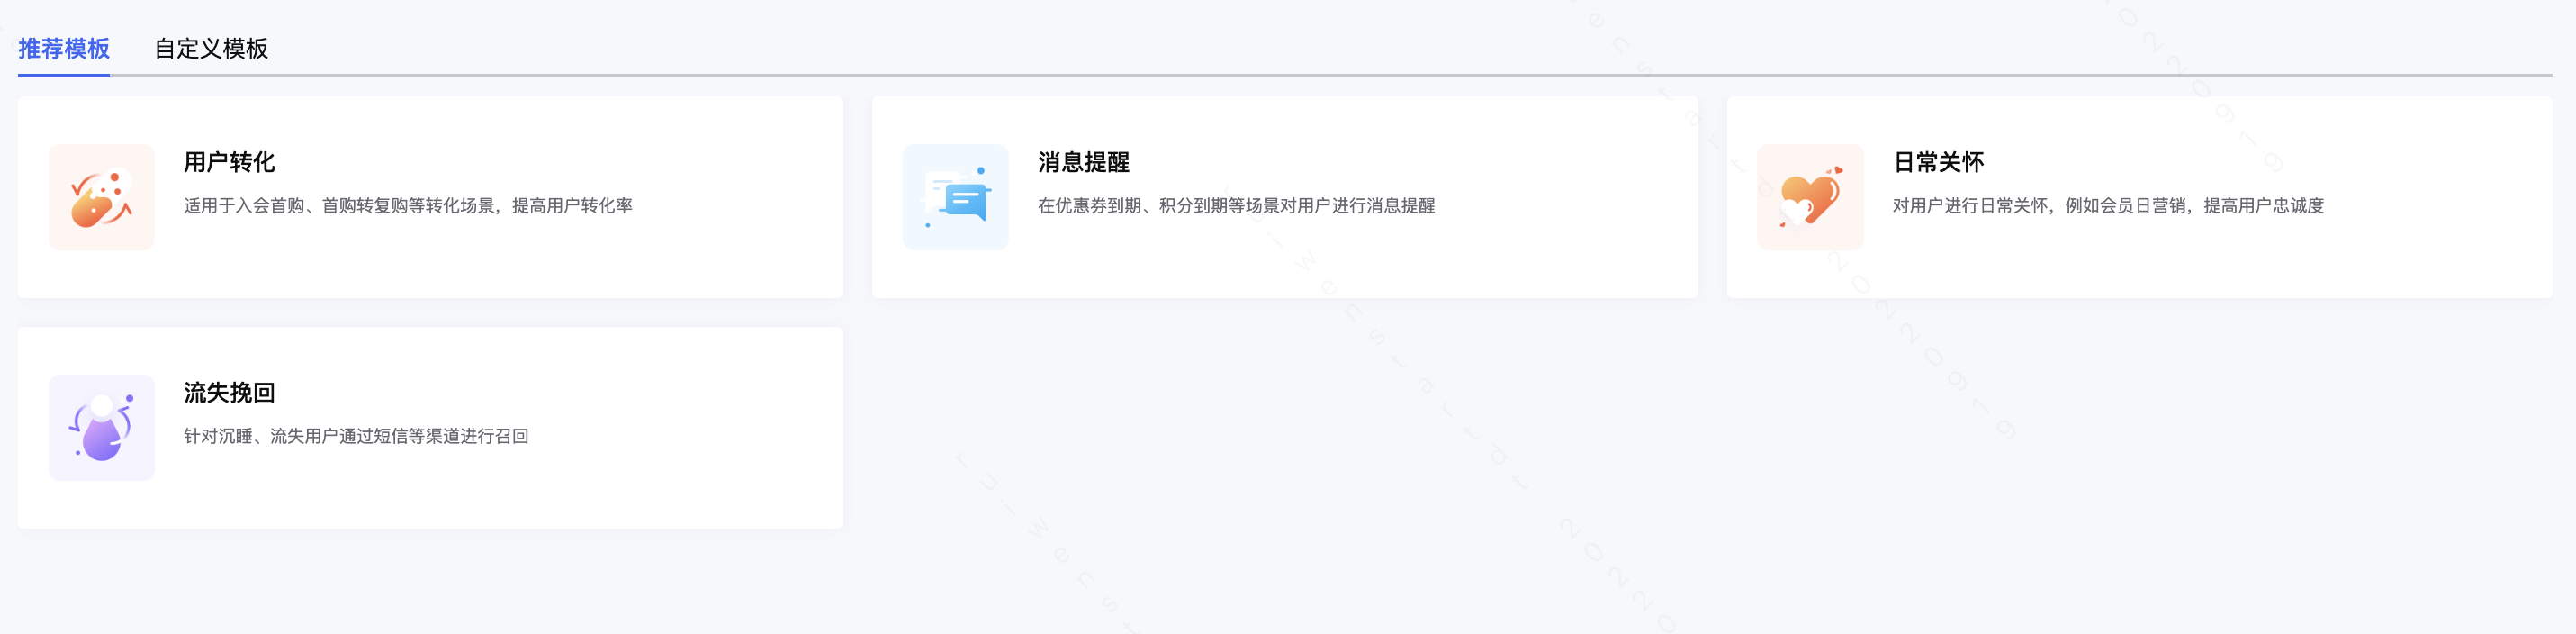 推荐模板 自定义模板
用户转化
适用于入会首购、首购转复购等转化场景，提高用户转化率
消息提醒
在优惠券到期、积分到期等场景对用户进行消息提醒
日常关怀
对用户进行日常关怀，例如会员日营销，提高用户忠诚度
流失挽回
针对沉睡、流失用户通过短信等渠道进行召回